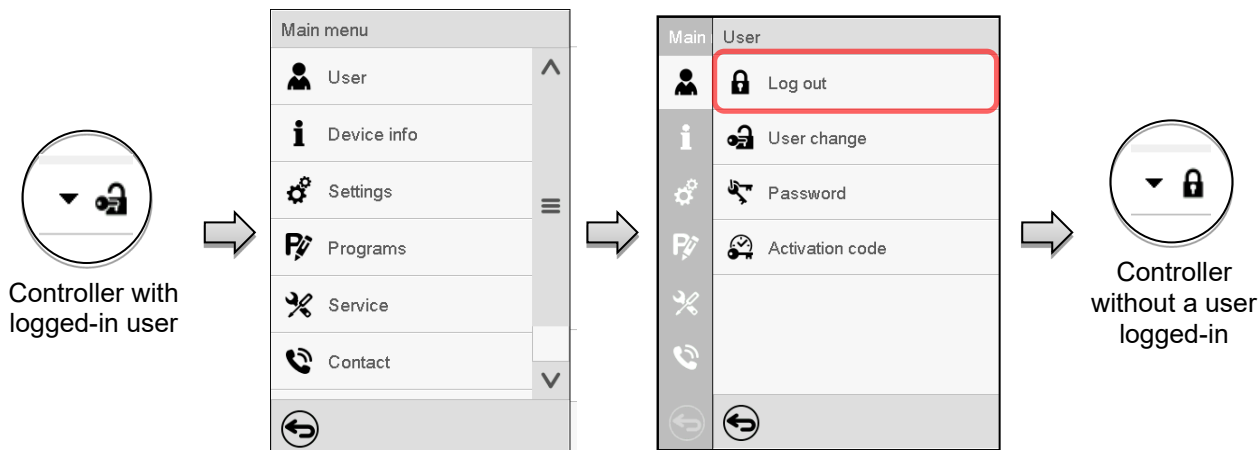 Controller with
logged-in user
Main menu
User
Device info
Settings
Programs
Service
Contact
Main
User
Log out
User change
Password
Activation code
Controller
without a user
logged-in